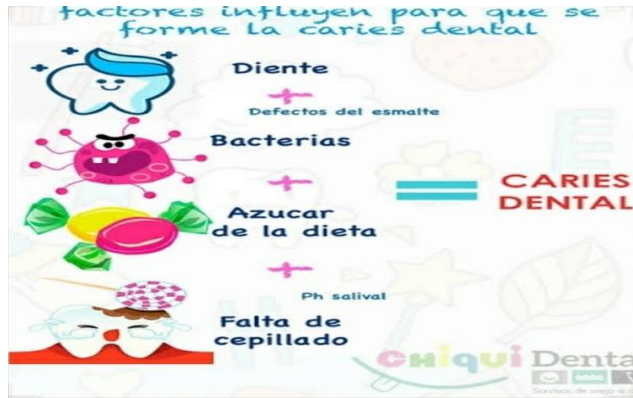 factores influyen para que se
forme la caries dental
Diente
Defectos del esmalte
Bacterias
Azucar
de la dieta
Ph salival
Falta de
cepillado
CARIES
DENTAL
CHiQUi Denta